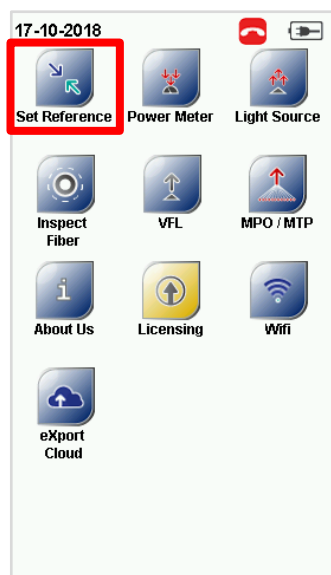 17-10-2018
Set Reference Power Meter Light Source
Inspect Fiber VFL MPO / MTP
About Us Licensing Wifi
eXport
Cloud